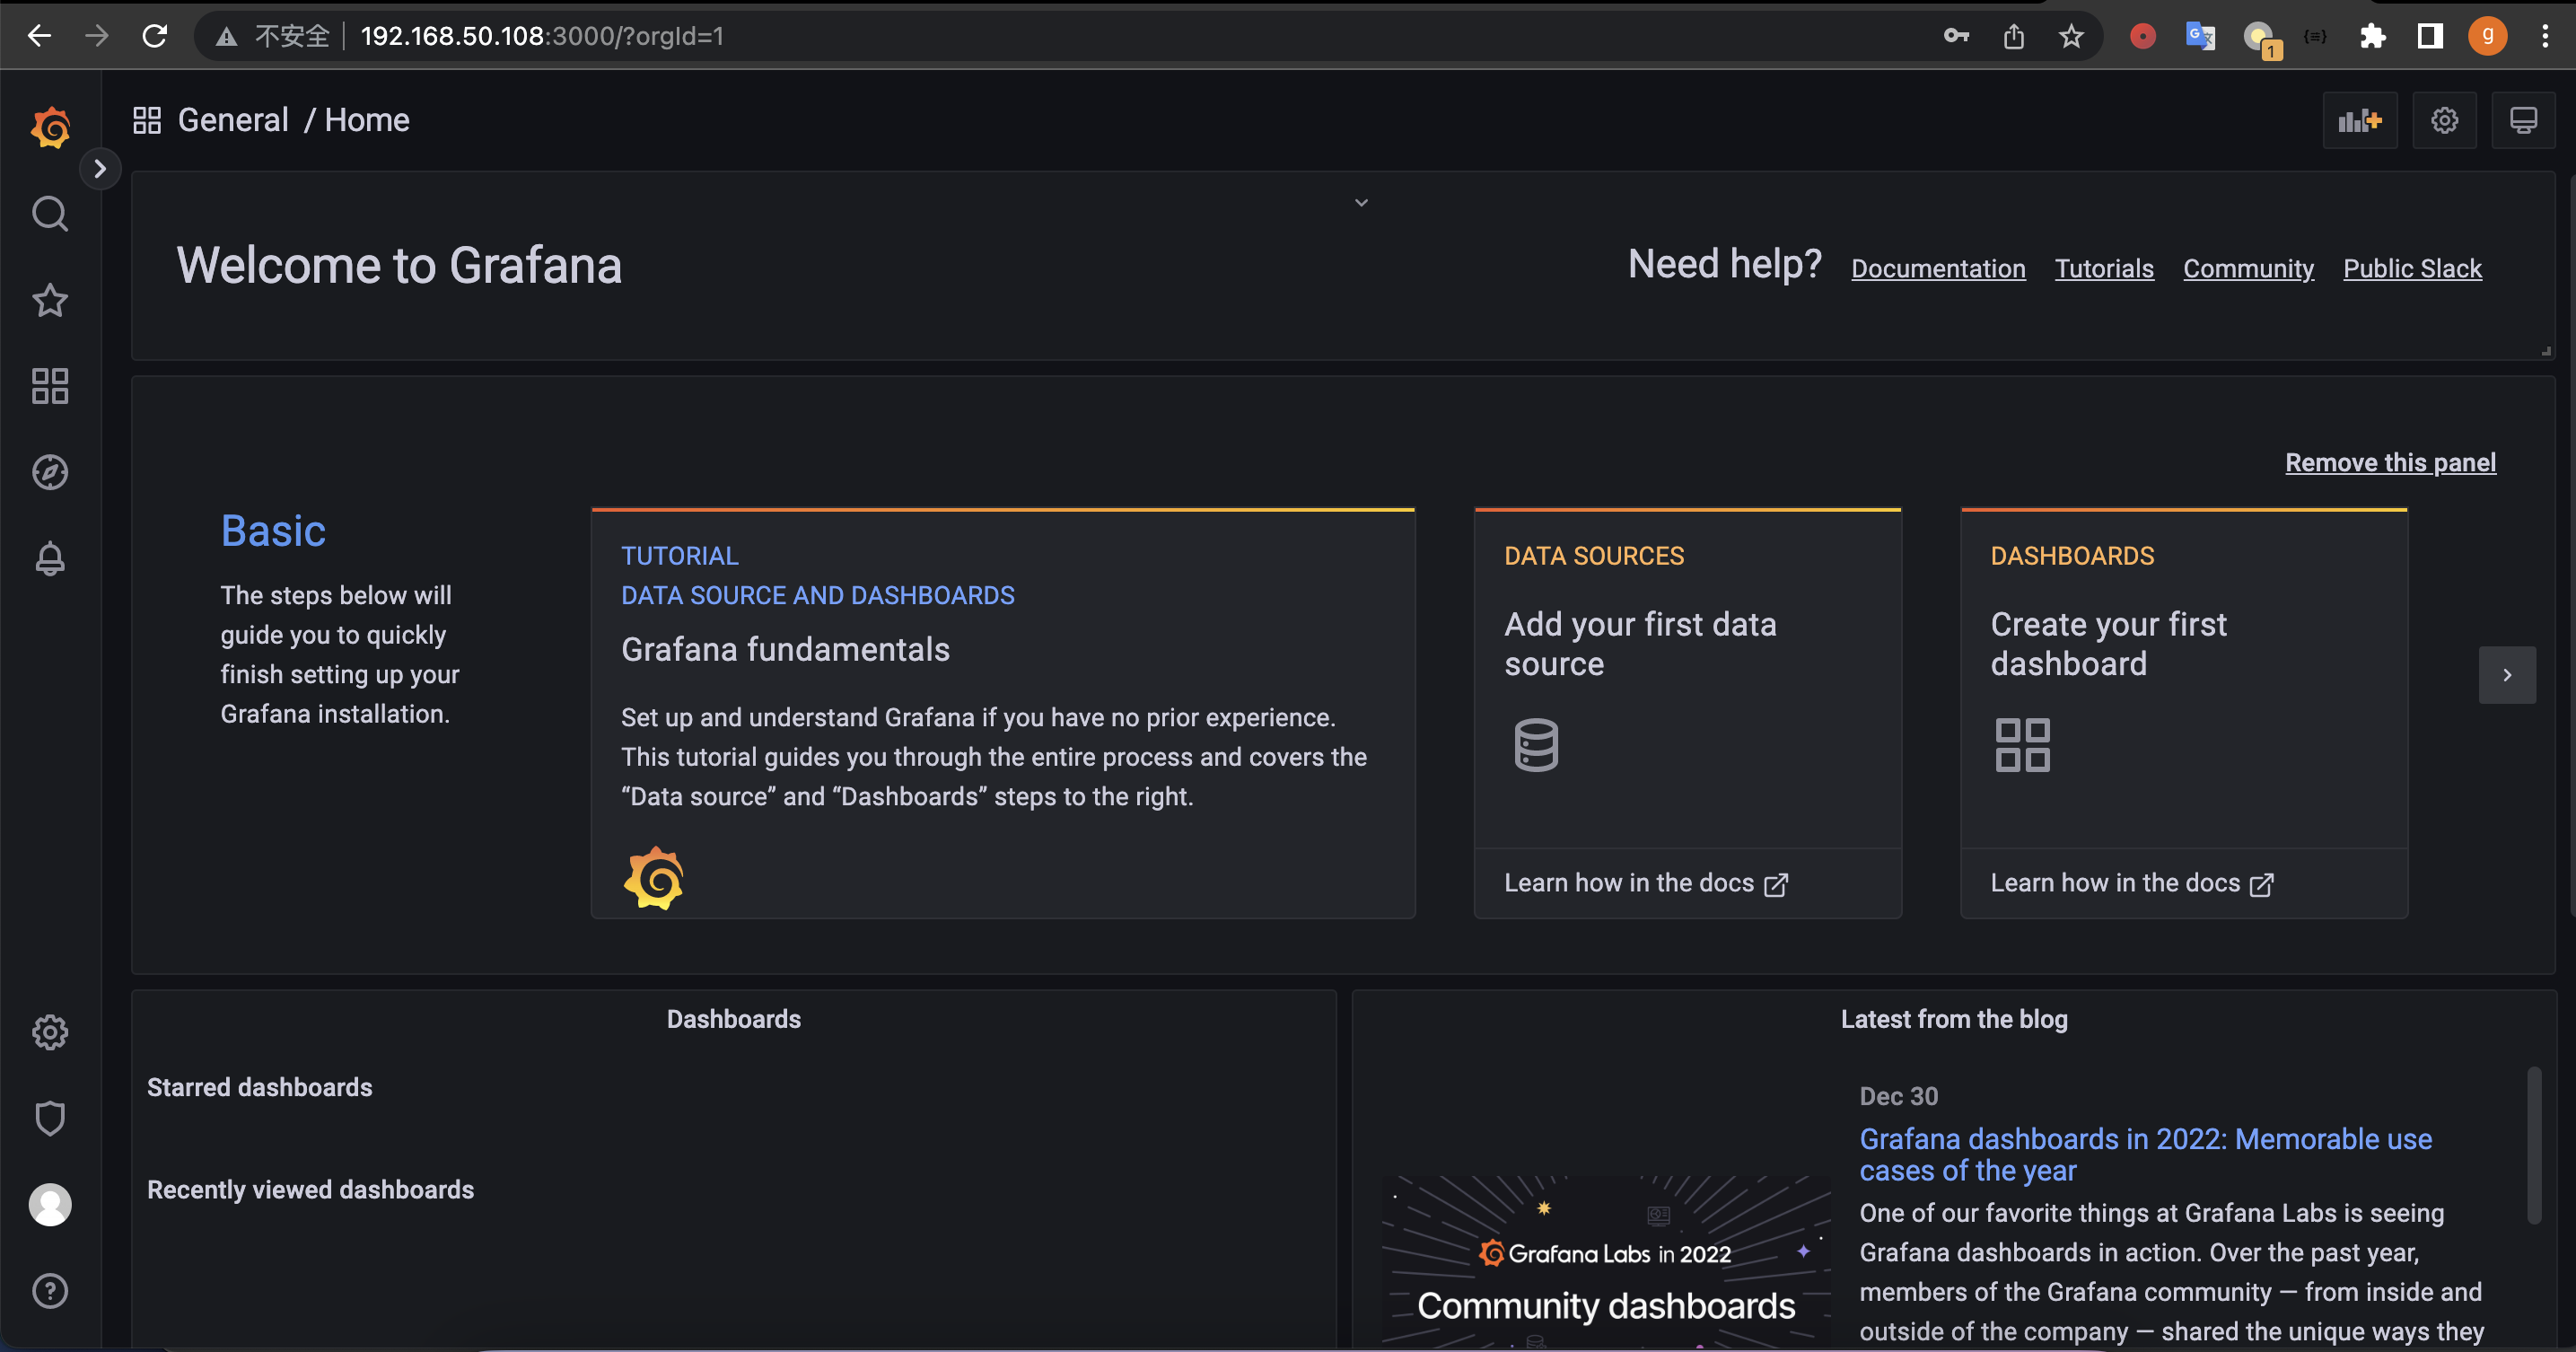 不安全
192.168.50.108:3000/?orgId=1
1
g
General / Home
Welcome to Grafana
Need help? Documentation Tutorials Community Public Slack
Remove this panel
Basic
The steps below will
guide you to quickly
finish setting up your
Grafana installation.
TUTORIAL
DATA SOURCE AND DASHBOARDS
Grafana fundamentals
Set up and understand Grafana if you have no prior experience.
This tutorial guides you through the entire process and covers the
“Data source” and “Dashboards” steps to the right.
DATA SOURCES
Add your first data
source
Learn how in the docs
DASHBOARDS
Create your first
dashboard
Learn how in the docs
Dashboards
Starred dashboards
Recently viewed dashboards
Latest from the blog
Grafana Labs in 2022
Community dashboards
Dec 30
Grafana dashboards in 2022: Memorable use
cases of the year
One of our favorite things at Grafana Labs is seeing
Grafana dashboards in action. Over the past year,
members of the Grafana community — from inside and
outside of the company — shared the unique ways they